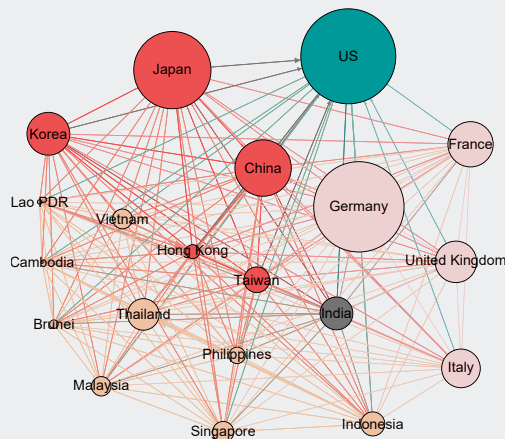 US
Japan
Korea
France
China
Lao PDR
Germany
Vietnam
Hong Kong
Cambodia
United Kingdom
Taiwan
Thailand
India
Brunei
Philippines
Italy
Malaysia
Indonesia
Singapore